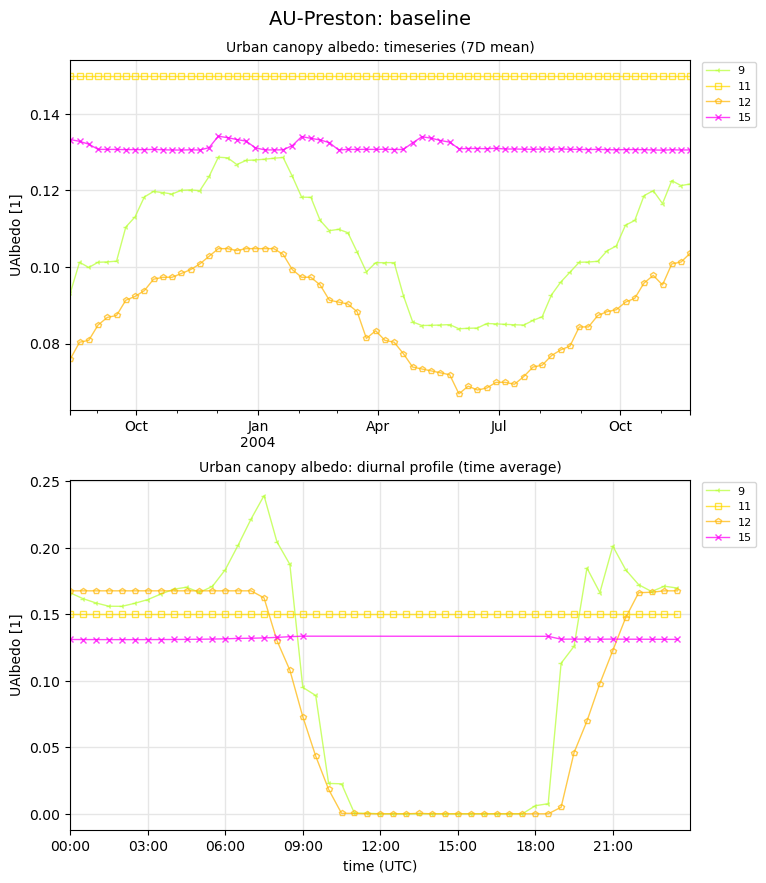 AU-Preston: baseline
Urban canopy albedo: timeseries (7D mean)
UAlbedo [1]
0.14
0.12
0.10
0.08
Oct
Jan
2004
Apr
Jul
Oct
9
11
12
15
Urban canopy albedo: diurnal profile (time average)
UAlbedo [1]
0.25
0.20
0.15
0.10
0.05
0.00
00:00
03:00
06:00
09:00
12:00
15:00
18:00
21:00
time (UTC)
9
11
12
15